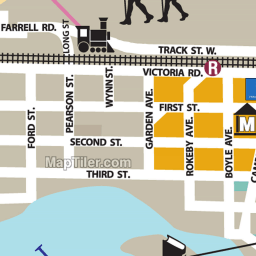 FARRELL RD.
LONG ST
TRACK ST. W.
VICTORIA RD.
R
WYNN ST.
PEARSON ST.
FORD ST.
GARDEN AVE.
FIRST ST.
ROKEBY AVE.
BOYLE AVE.
M
SECOND ST.
MapTiler.com
THIRD ST.